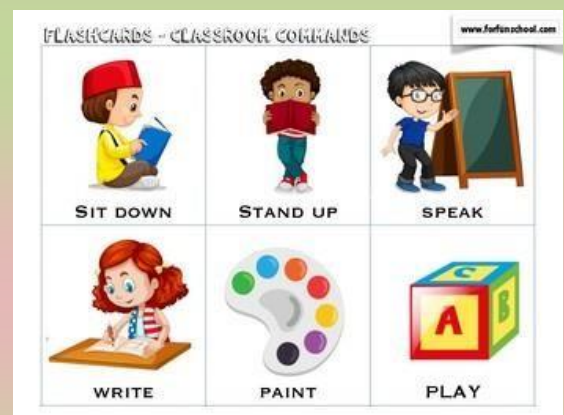 FLASHCARDS - CLASSROOM COMMANDS
www.forfunschool.com
SIT DOWN
STAND UP
SPEAK
WRITE
PAINT
C
A
B
PLAY